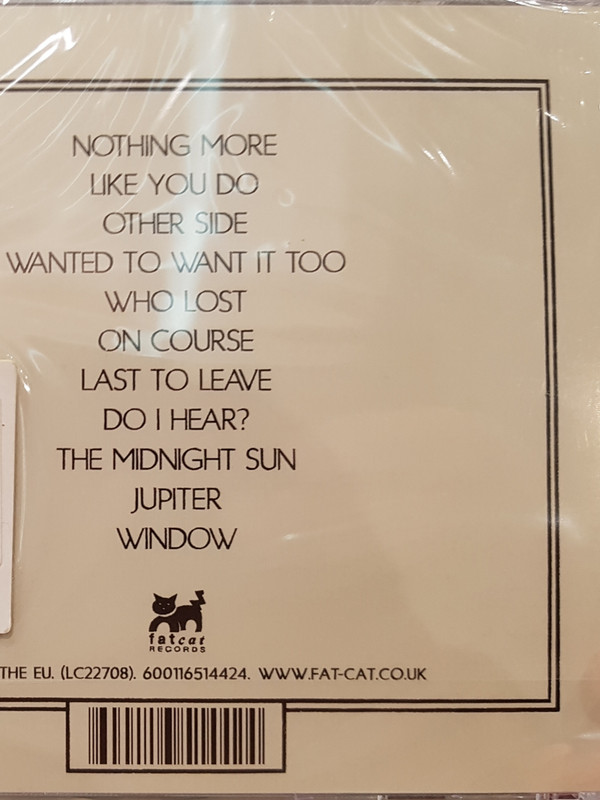 NOTHING MORE
LIKE YOU DO
OTHER SIDE
WANTED TO WANT IT TOO
WHO LOST
ON COURSE
LAST TO LEAVE
DO I HEAR?
THE MIDNIGHT SUN
JUPITER
WINDOW
fatcat
RECORDS
THE EU. (LC22708). 600116514424. WWW.FAT-CAT.CO.UK